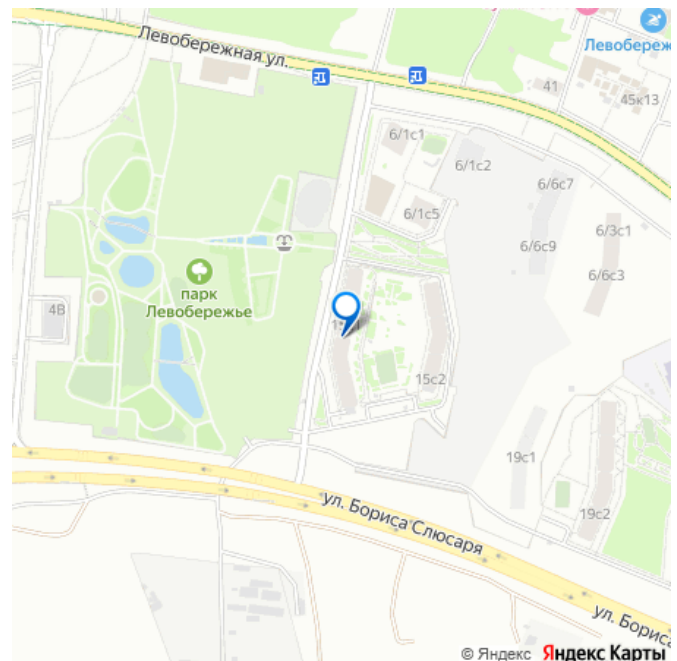 Левобережная ул.
Левобереж
41
45к13
6/1с1
6/1с2
6/6с7
6/1с5
6/3с1
6/6с9
6/6с3
парк
Левобережье
4В
15с2
19с1
19с2
ул. Бориса Слюсаря
ул. Бориса
© Яндекс Яндекс Карты